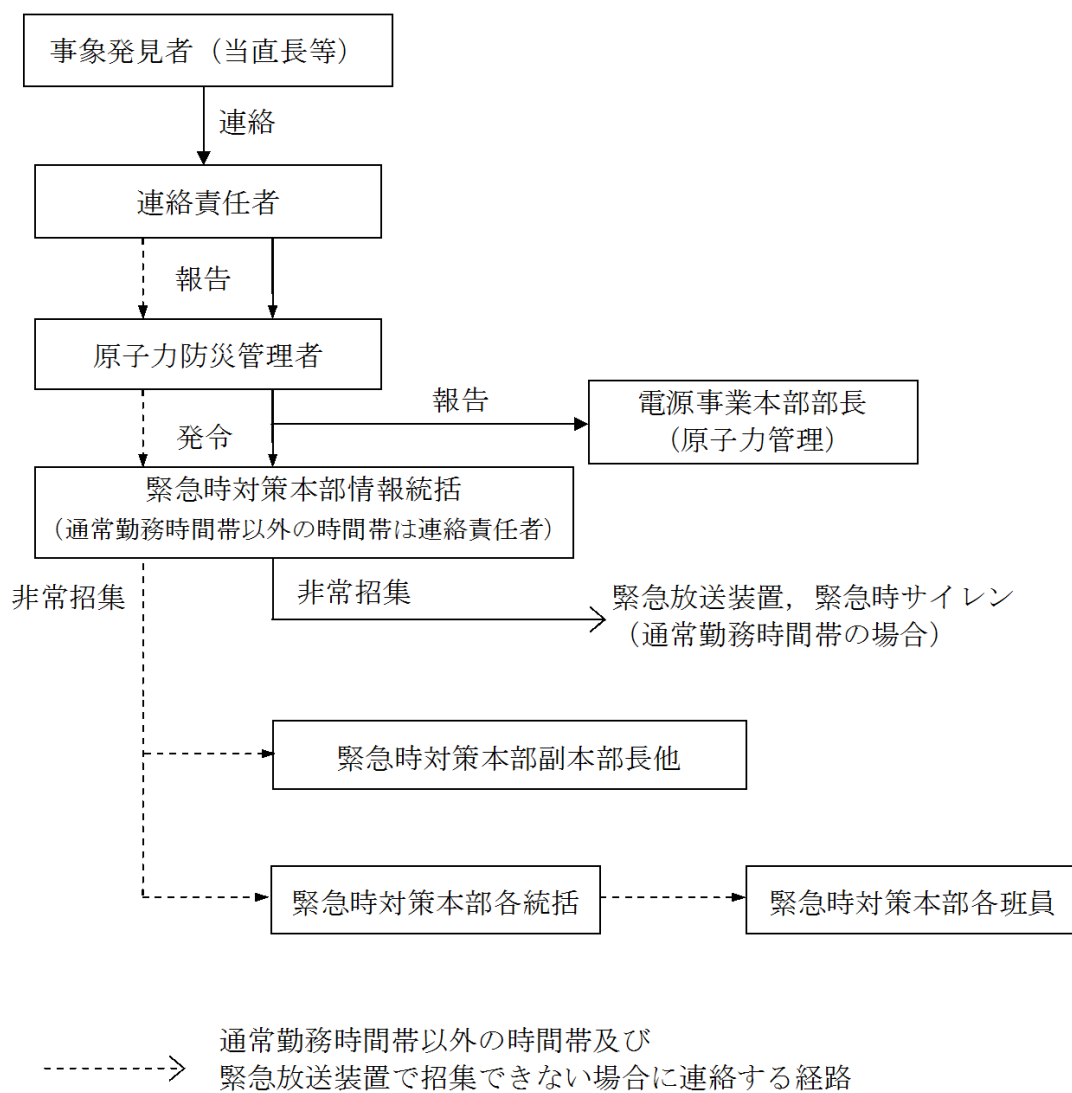 事象発見者（当直長等）
連絡
連絡責任者
報告
原子力防災管理者
報告
電源事業本部部長
（原子力管理）
発令
緊急時対策本部情報統括
（通常勤務時間帯以外の時間帯は連絡責任者）
非常招集
非常招集
緊急放送装置，緊急時サイレン
（通常勤務時間帯の場合）
緊急時対策本部副本部長他
緊急時対策本部各統括
緊急時対策本部各班員
通常勤務時間帯以外の時間帯及び
緊急放送装置で招集できない場合に連絡する経路